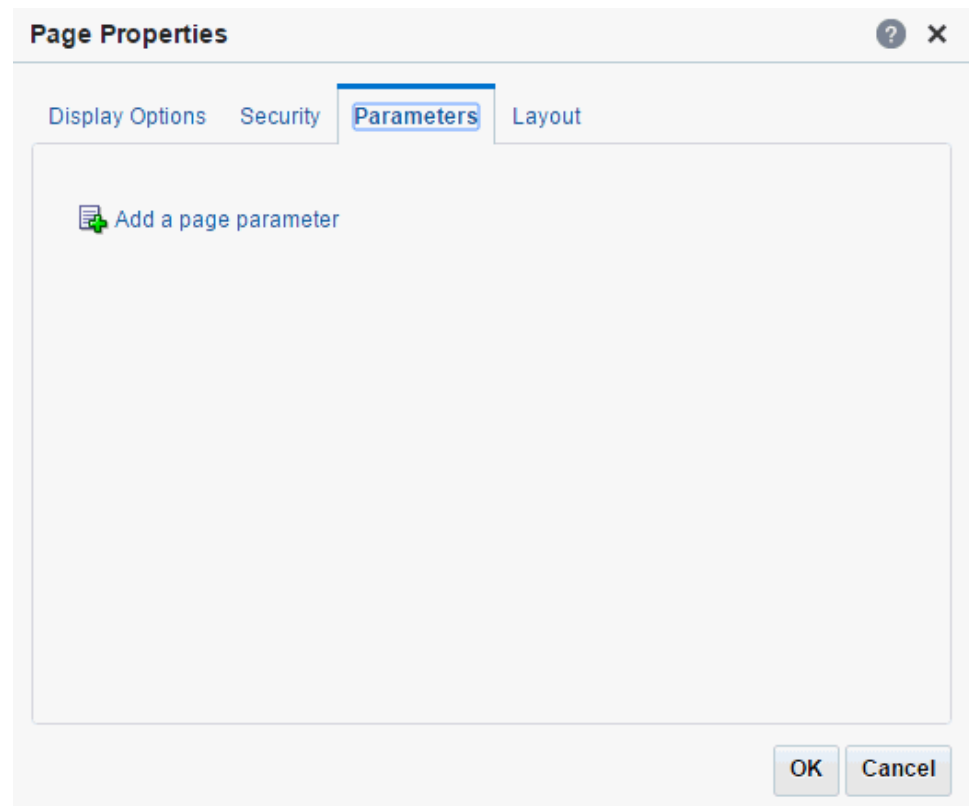 Page Properties ? ×
Display Options Security Parameters Layout
Add a page parameter
OK Cancel